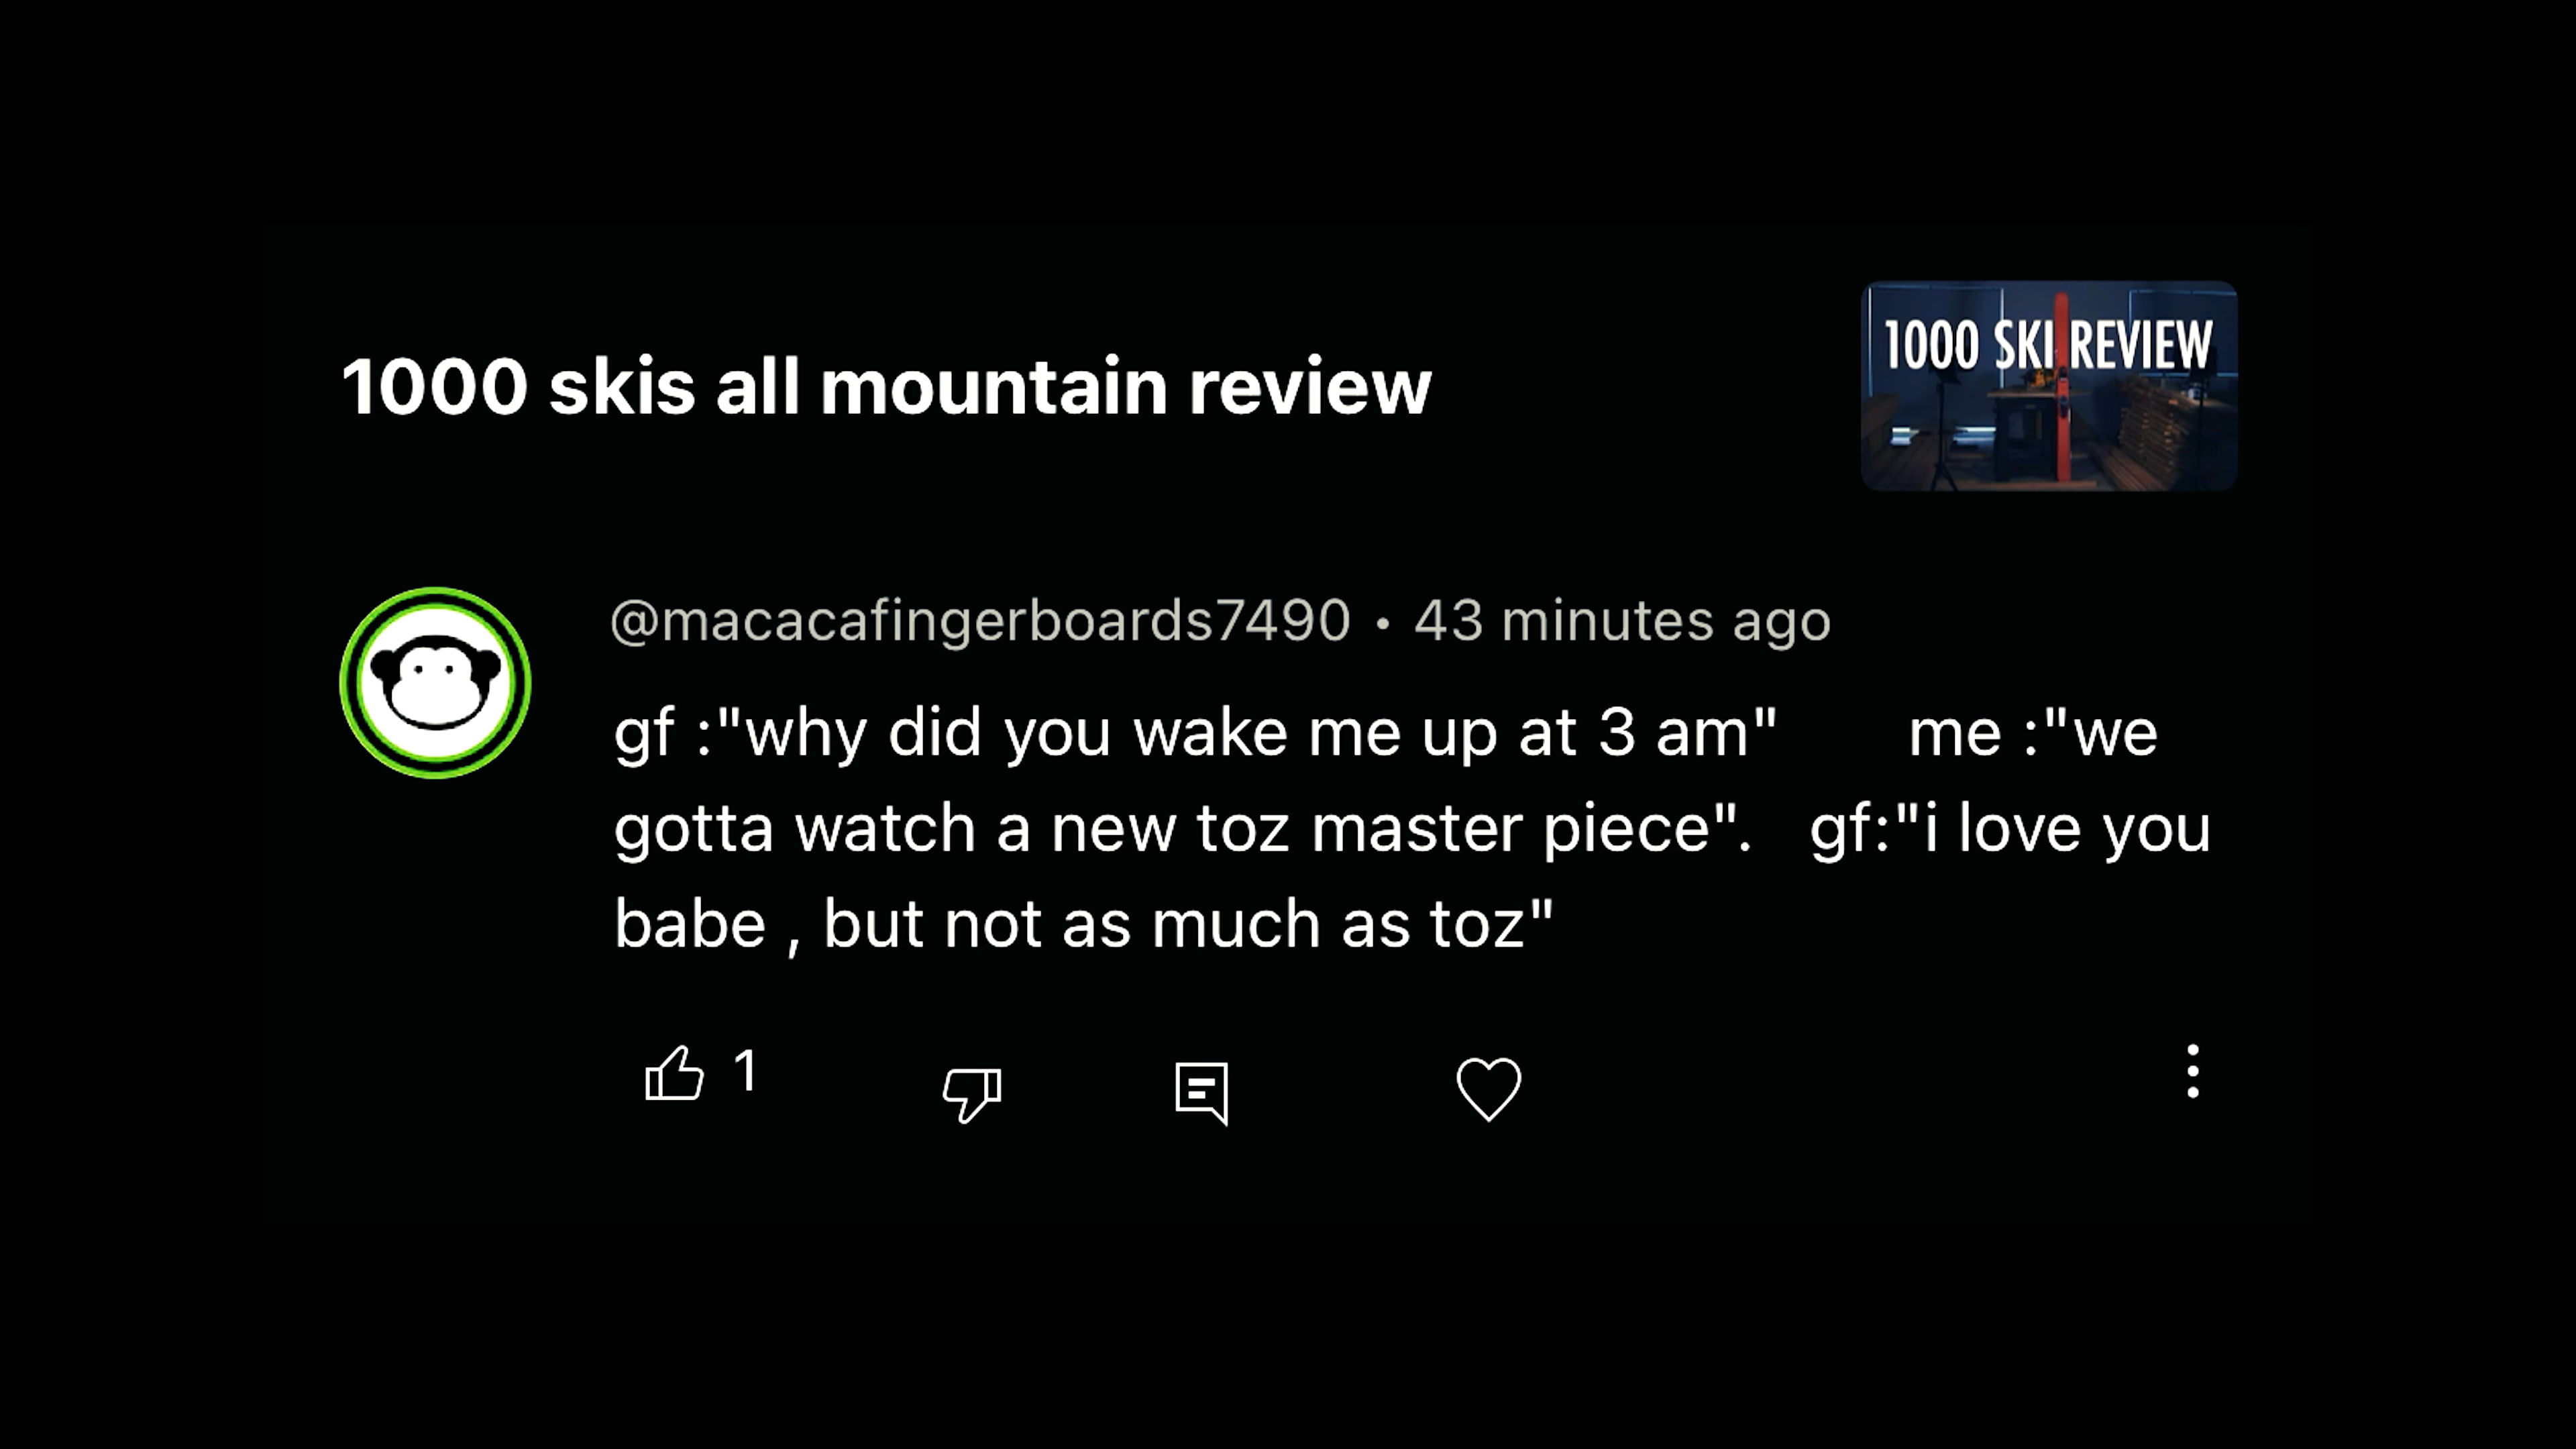 1000 skis all mountain review
1000 SKI REVIEW
@macacafingerboards7490 • 43 minutes ago
gf :"why did you wake me up at 3 am"      me :"we
gotta watch a new toz master piece".   gf:"i love you
babe , but not as much as toz"
1